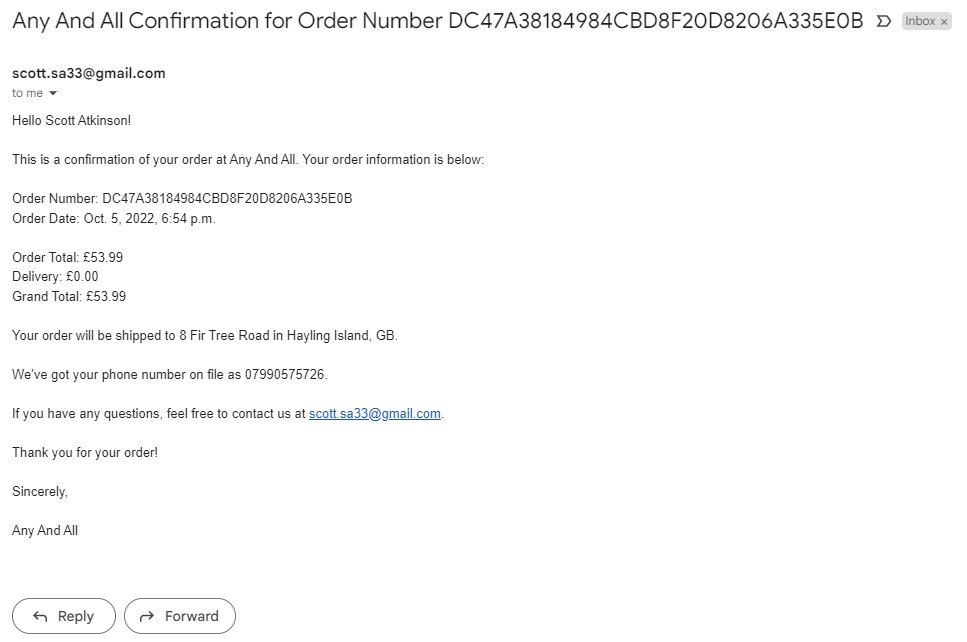 Any And All Confirmation for Order Number DC47A38184984CBD8F20D8206A335E0B
Inbox ×
scott.sa33@gmail.com
to me
Hello Scott Atkinson!
This is a confirmation of your order at Any And All. Your order information is below:
Order Number: DC47A38184984CBD8F20D8206A335E0B
Order Date: Oct. 5, 2022, 6:54 p.m.
Order Total: £53.99
Delivery: £0.00
Grand Total: £53.99
Your order will be shipped to 8 Fir Tree Road in Hayling Island, GB.
We've got your phone number on file as 07990575726.
If you have any questions, feel free to contact us at scott.sa33@gmail.com.
Thank you for your order!
Sincerely,
Any And All
Reply
Forward